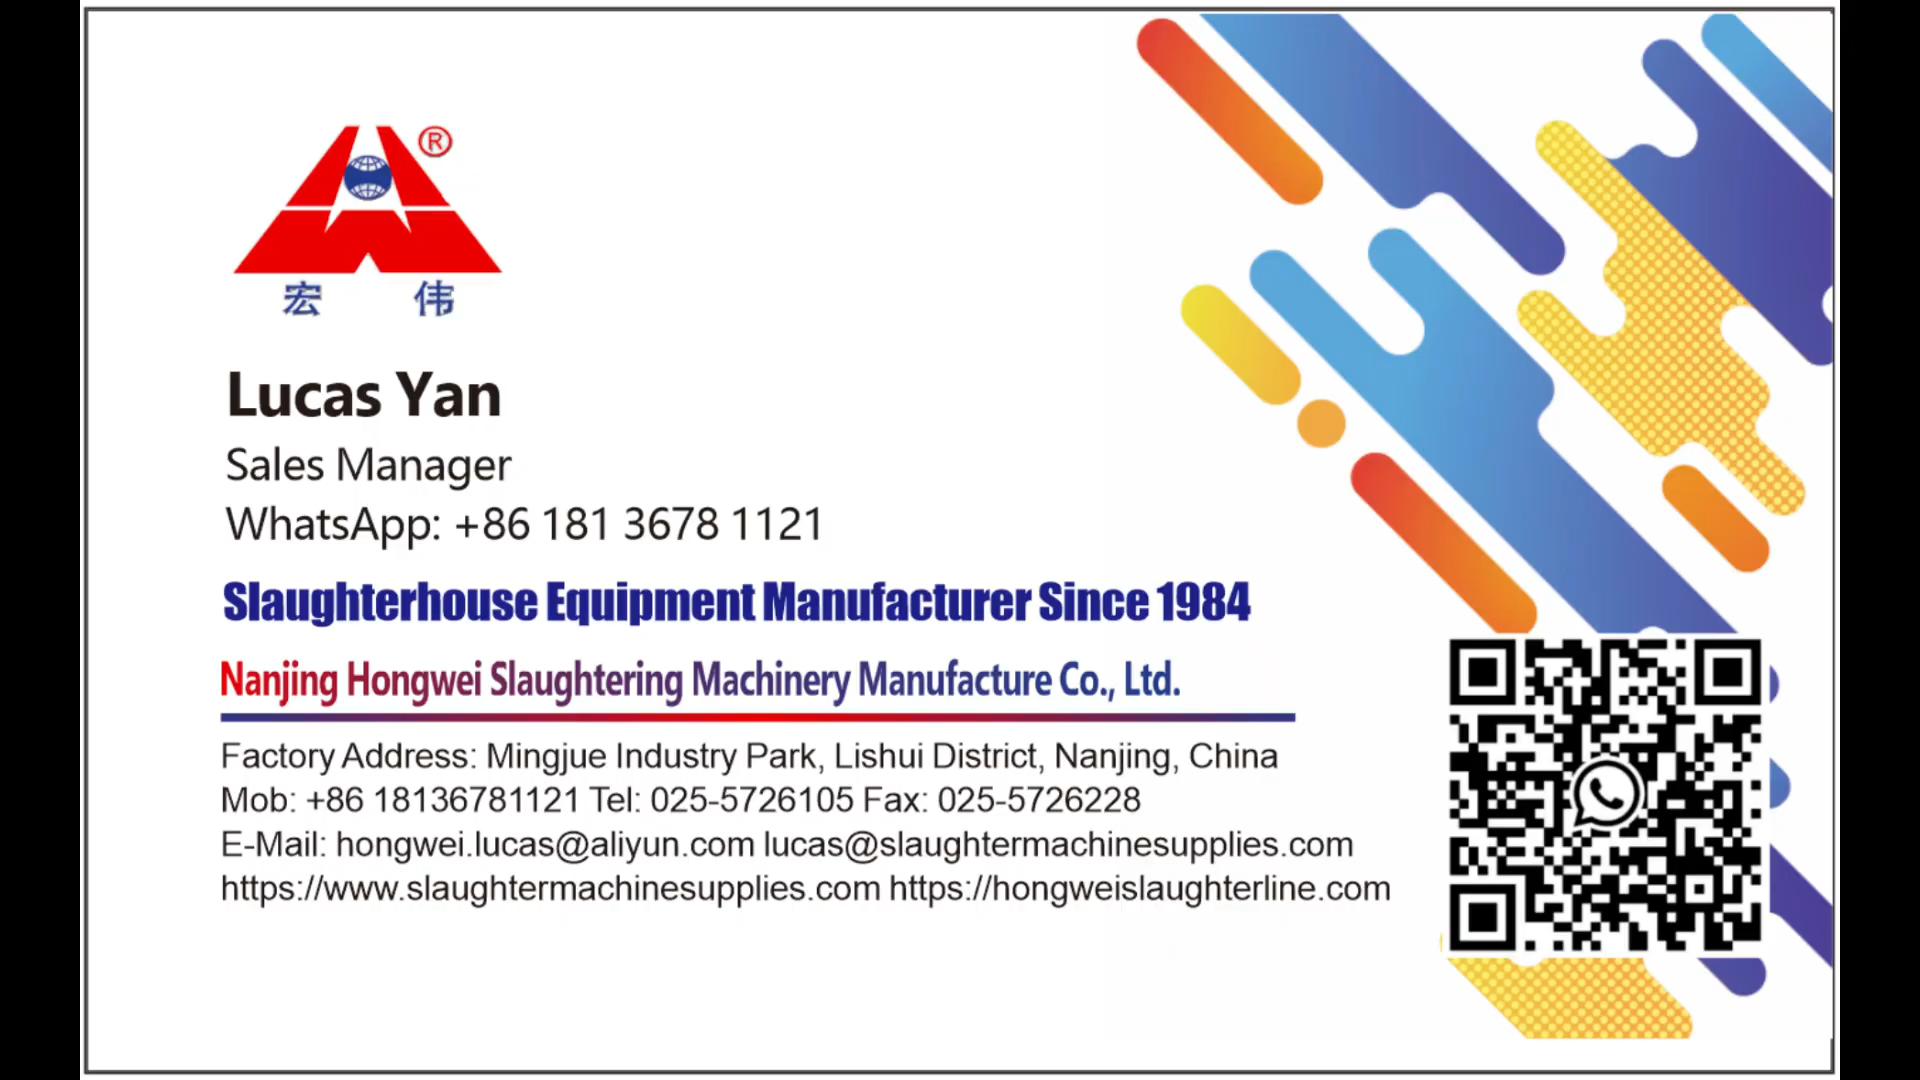 ®
宏 伟
Lucas Yan
Sales Manager
WhatsApp: +86 181 3678 1121
Slaughterhouse Equipment Manufacturer Since 1984
Nanjing Hongwei Slaughtering Machinery Manufacture Co., Ltd.
Factory Address: Mingjue Industry Park, Lishui District, Nanjing, China
Mob: +86 18136781121 Tel: 025-5726105 Fax: 025-5726228
E-Mail: hongwei.lucas@aliyun.com lucas@slaughtermachinesupplies.com
https://www.slaughtermachinesupplies.com https://hongweislaughterline.com